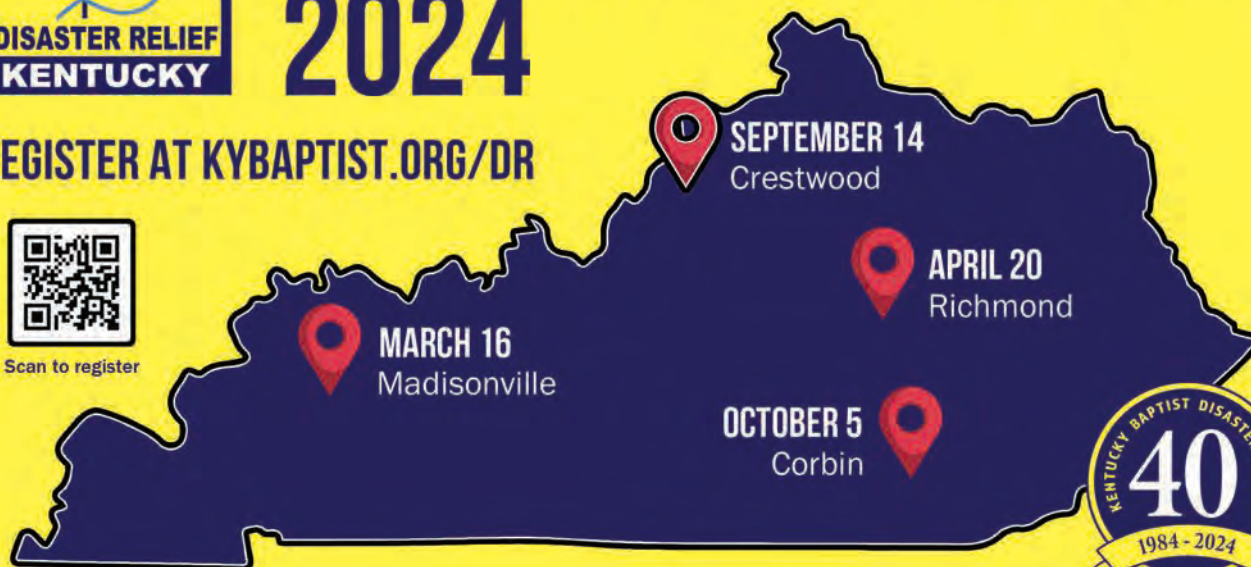 DISASTER RELIEF
KENTUCKY
2024
EGISTER AT KYBAPTIST.ORG/DR
Scan to register
SEPTEMBER 14
Crestwood
APRIL 20
Richmond
MARCH 16
Madisonville
OCTOBER 5
Corbin
KENTUCKY BAPTIST DISASTER
40
1984 - 2024